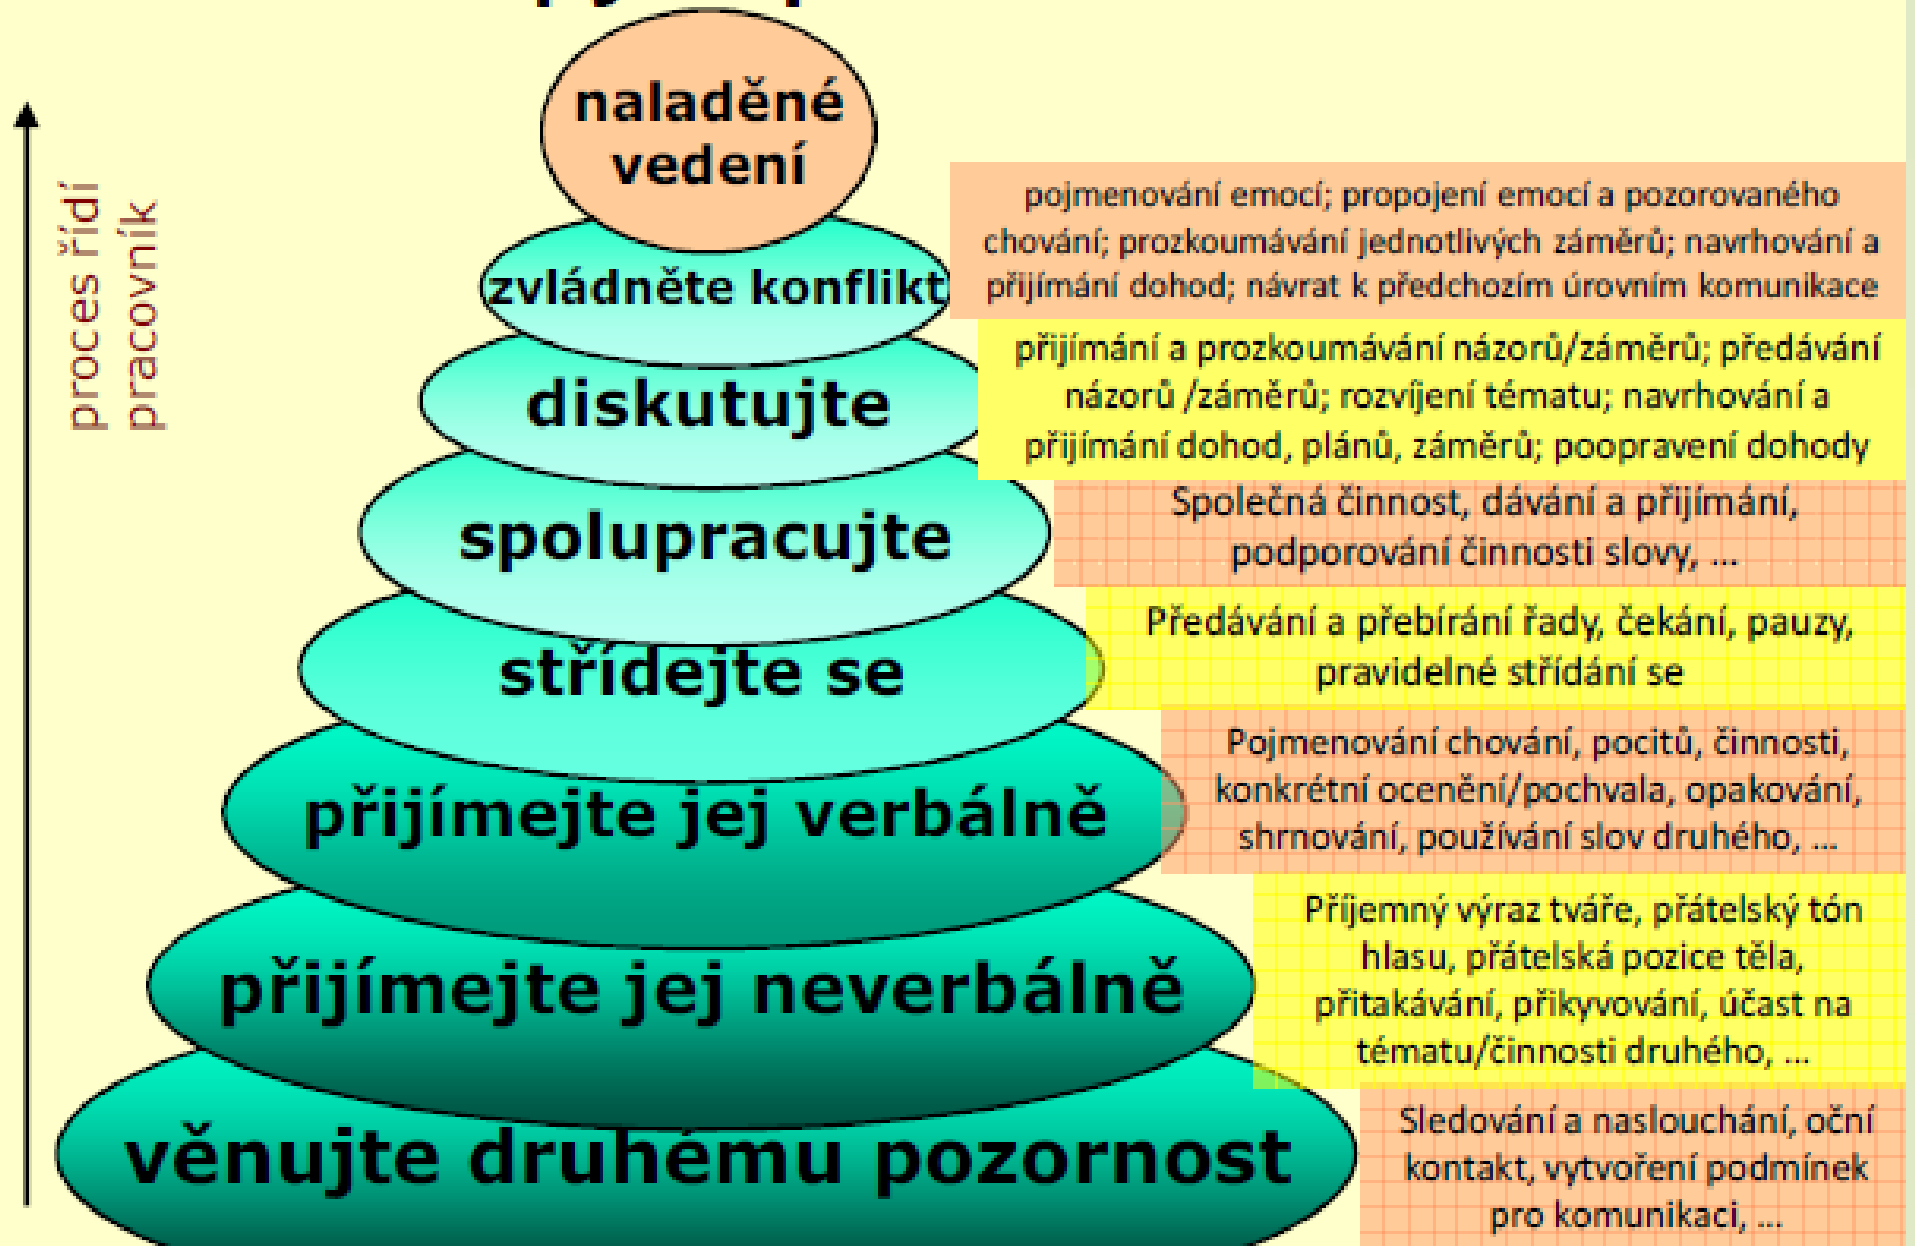 naladěné
vedení
proces řídí
pracovník
pojmenování emocí; propojení emocí a pozorovaného
chování; prozkoumávání jednotlivých záměrů; navrhování a
přijímání dohod; návrat k předchozím úrovním komunikace
zvládněte konflikt
přijímání a prozkoumávání názorů/záměrů; předávání
názorů /záměrů; rozvíjení tématu; navrhování a
přijímání dohod, plánů, záměrů; poopravení dohody
diskutujte
Společná činnost, dávání a přijímání,
podporování činnosti slovy, ...
spolupracujte
Předávání a přebírání řady, čekání, pauzy,
pravidelné střídání se
střídejte se
Pojmenování chování, pocitů, činnosti,
konkrétní ocenění/pochvala, opakování,
shrnování, používání slov druhého, ...
přijímejte jej verbálně
Příjemný výraz tváře, přátelský tón
hlasu, přátelská pozice těla,
přitakávání, přikyvování, účast na
tématu/činnosti druhého, ...
přijímejte jej neverbálně
Sledování a naslouchání, oční
kontakt, vytvoření podmínek
pro komunikaci, ...
věnujte druhému pozornost